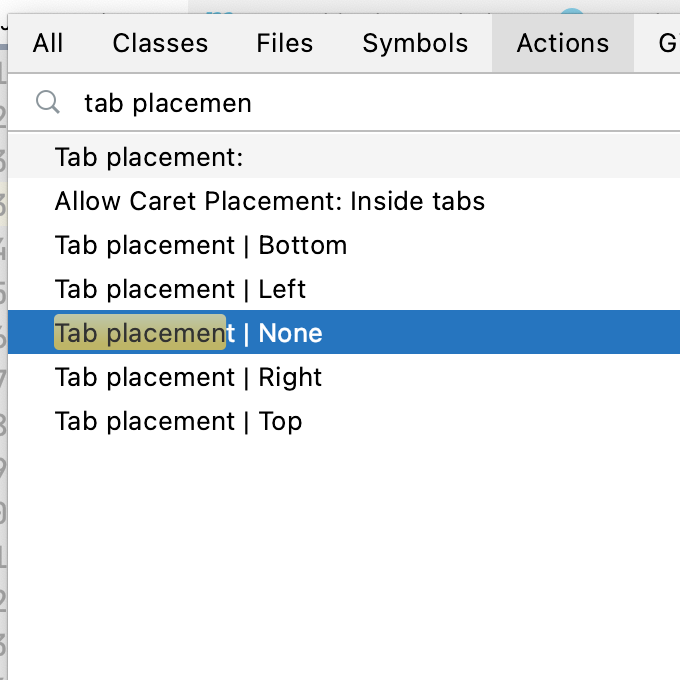 All Classes Files Symbols Actions
tab placemen
Tab placement:
Allow Caret Placement: Inside tabs
Tab placement | Bottom
Tab placement | Left
Tab placement | None
Tab placement | Right
Tab placement | Top